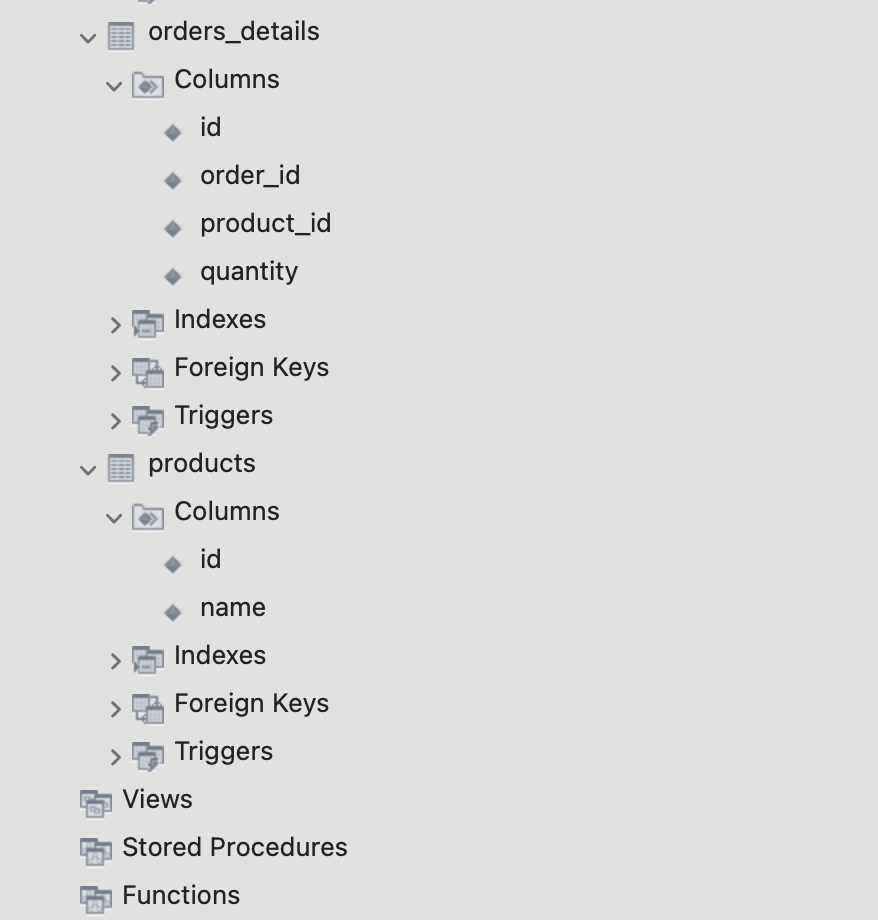 orders_details
Columns
id
order_id
product_id
quantity
Indexes
Foreign Keys
Triggers
products
Columns
id
name
Indexes
Foreign Keys
Triggers
Views
Stored Procedures
Functions